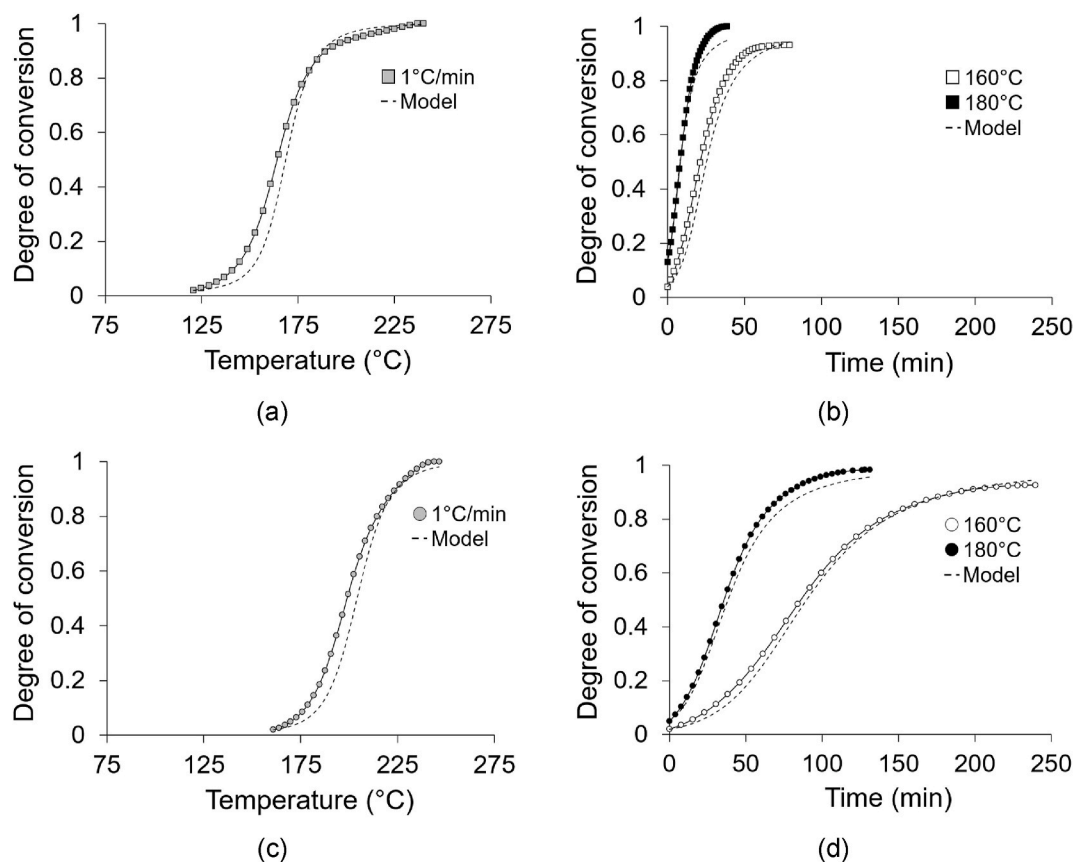 Degree of conversion
1
0.8
0.6
0.4
0.2
0
75 125 175 225 275
Temperature (°C)
1°C/min
Model
(a)
Degree of conversion
1
0.8
0.6
0.4
0.2
0
0 50 100 150 200 250
Time (min)
160°C
180°C
Model
(b)
Degree of conversion
1
0.8
0.6
0.4
0.2
0
75 125 175 225 275
Temperature (°C)
1°C/min
Model
(c)
Degree of conversion
1
0.8
0.6
0.4
0.2
0
0 50 100 150 200 250
Time (min)
160°C
180°C
Model
(d)